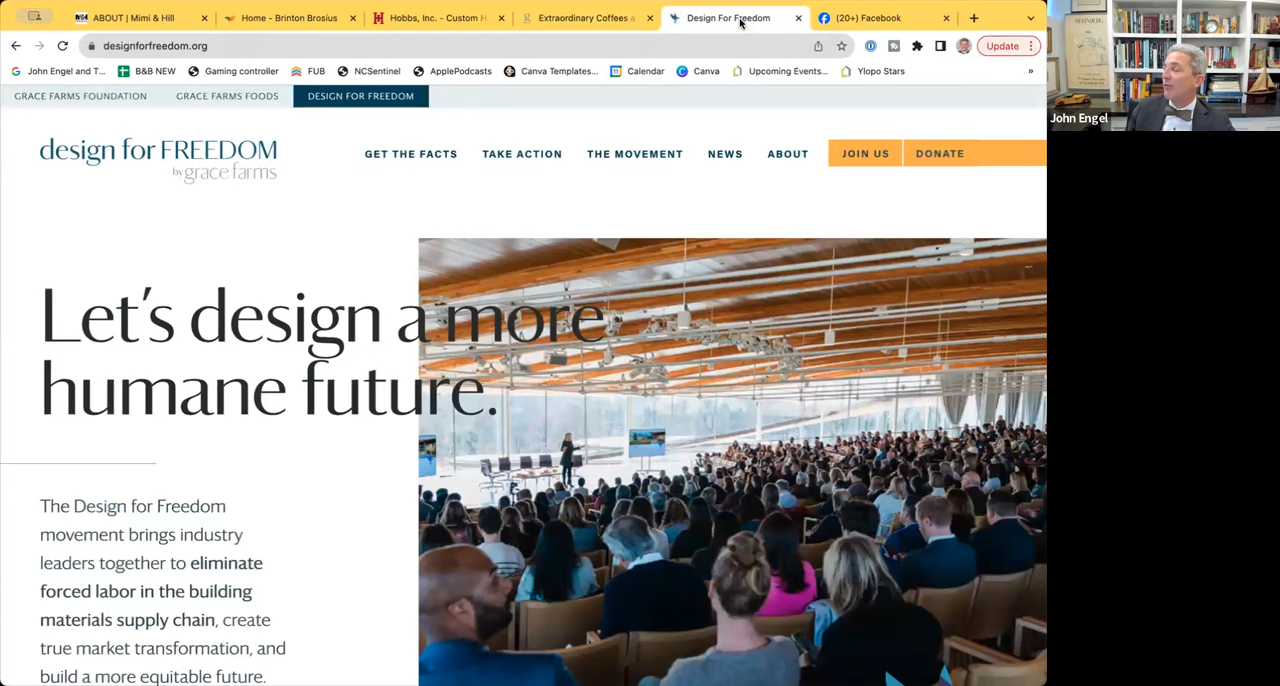 ABOUT | Mimi & Hill
Home - Brinton Brosius
Hobbs, Inc. - Custom H
Extraordinary Coffees a
Design For Freedom
(20+) Facebook
designforfreedom.org
Update
John Engel and T...
B&B NEW
Gaming controller
FUB
NCSentinel
ApplePodcasts
Canva Templates...
Calendar
Canva
Upcoming Events...
Ylopo Stars
»
John Engel
GRACE FARMS FOUNDATION
GRACE FARMS FOODS
DESIGN FOR FREEDOM
design for FREEDOM
by grace farms
GET THE FACTS
TAKE ACTION
THE MOVEMENT
NEWS
ABOUT
JOIN US
DONATE
Let's design a more
humane future.
The Design for Freedom
movement brings industry
leaders together to eliminate
forced labor in the building
materials supply chain, create
true market transformation, and
build a more equitable future.